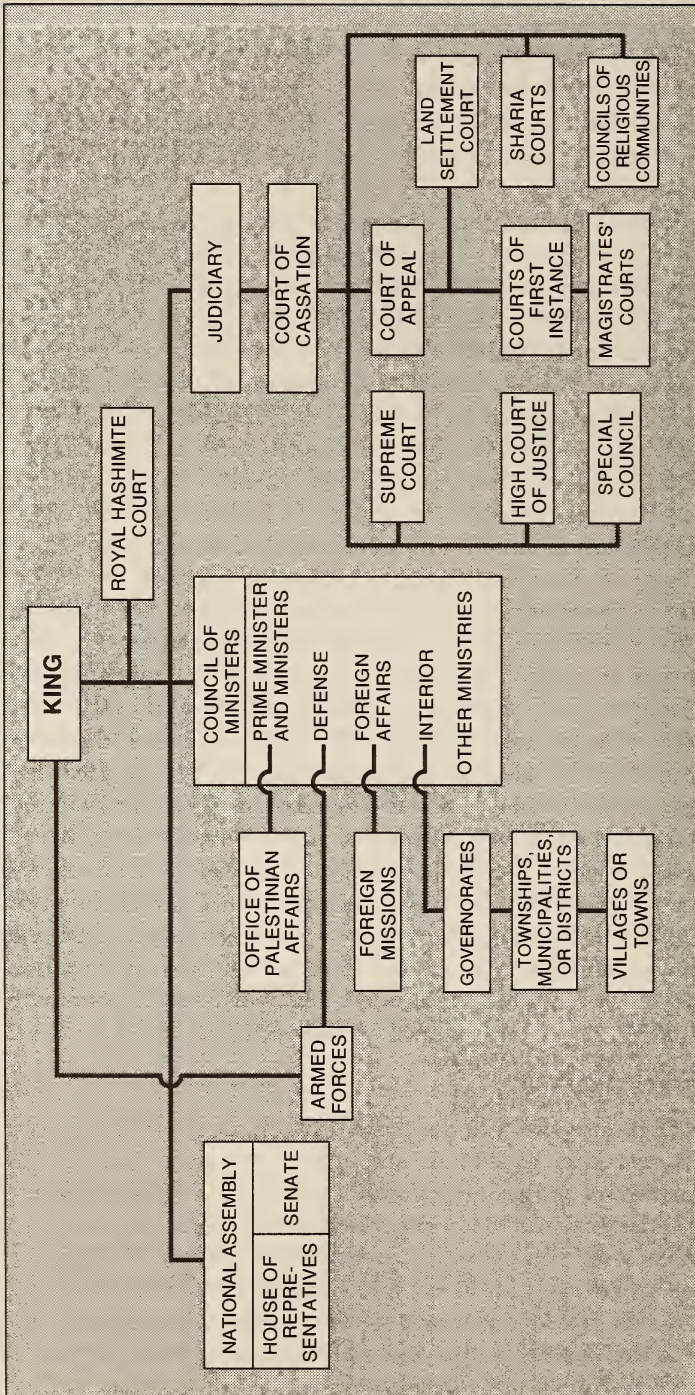 KING
ROYAL HASHIMITE
COURT
NATIONAL ASSEMBLY
HOUSE OF
REPRE-
SENTATIVES
SENATE
ARMED
FORCES
COUNCIL OF
MINISTERS
PRIME MINISTER
AND MINISTERS
DEFENSE
FOREIGN
AFFAIRS
INTERIOR
OTHER MINISTRIES
OFFICE OF
PALESTINIAN
AFFAIRS
FOREIGN
MISSIONS
GOVERNORATES
TOWNSHIPS,
MUNICIPALITIES,
OR DISTRICTS
VILLAGES OR
TOWNS
JUDICIARY
COURT OF
CASSATION
SUPREME
COURT
COURT OF
APPEAL
LAND
SETTLEMENT
COURT
HIGH COURT
OF JUSTICE
COURTS OF
FIRST
INSTANCE
SHARIA
COURTS
SPECIAL
COUNCIL
MAGISTRATES'
COURTS
COUNCILS OF
RELIGIOUS
COMMUNITIES